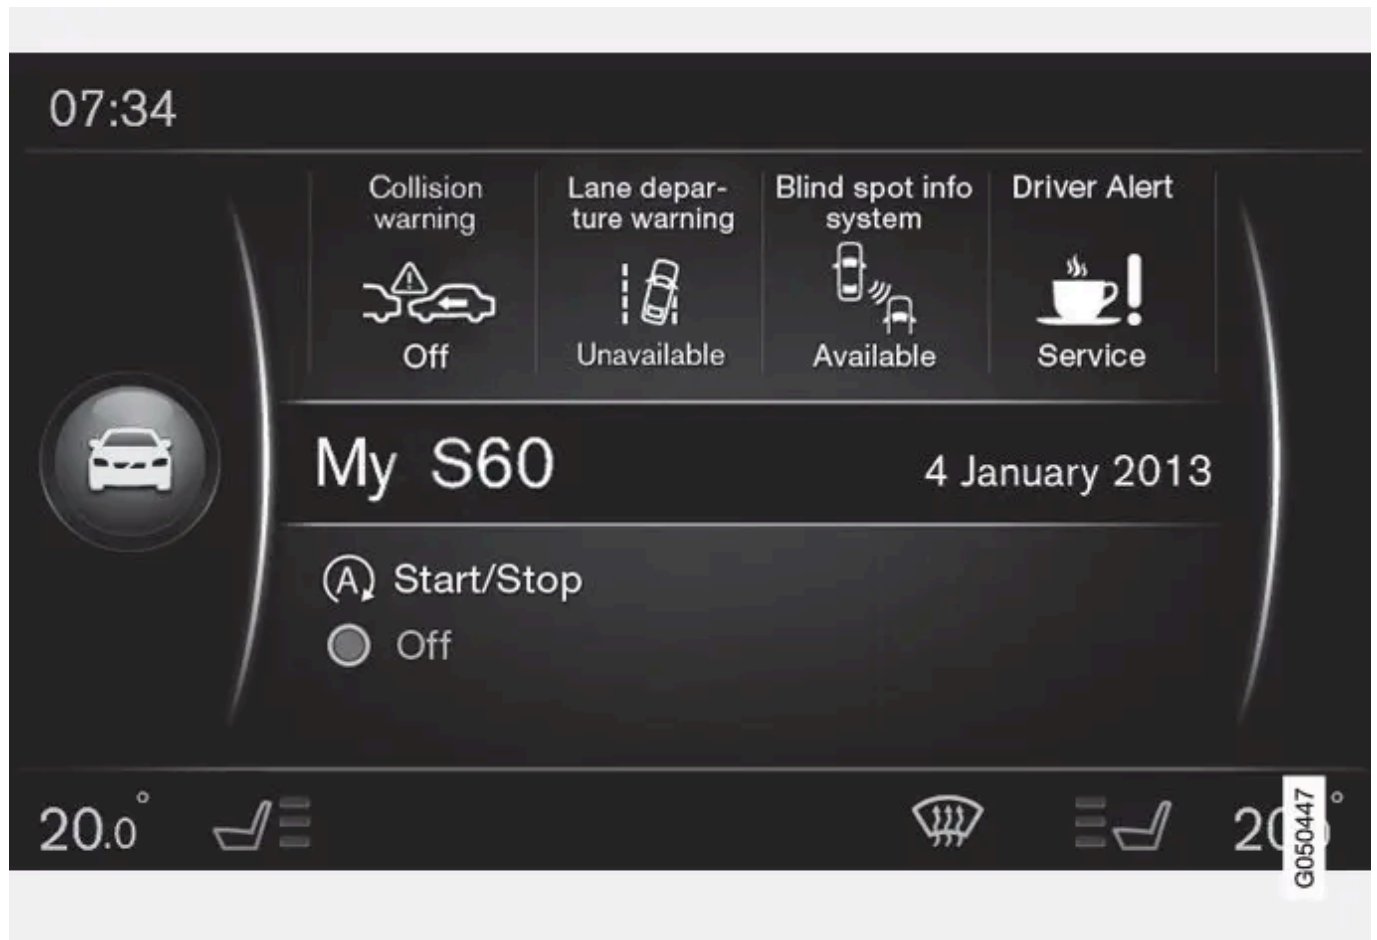 07:34
Collision
warning
Off
Lane depar-
ture warning
Unavailable
Blind spot info
system
Available
Driver Alert
Service
My S60
4 January 2013
A Start/Stop
Off
20.0°
G050447